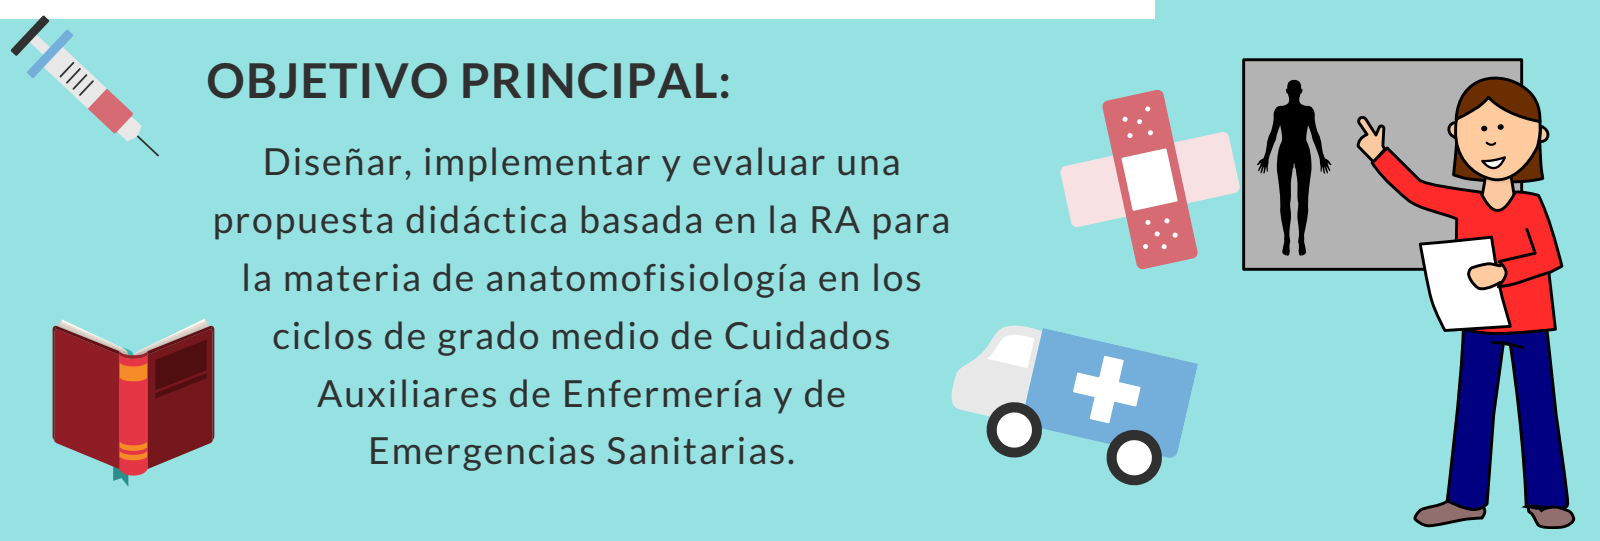 OBJETIVO PRINCIPAL:
Diseñar, implementar y evaluar una
propuesta didáctica basada en la RA para
la materia de anatomofisiología en los
ciclos de grado medio de Cuidados
Auxiliares de Enfermería y de
Emergencias Sanitarias.